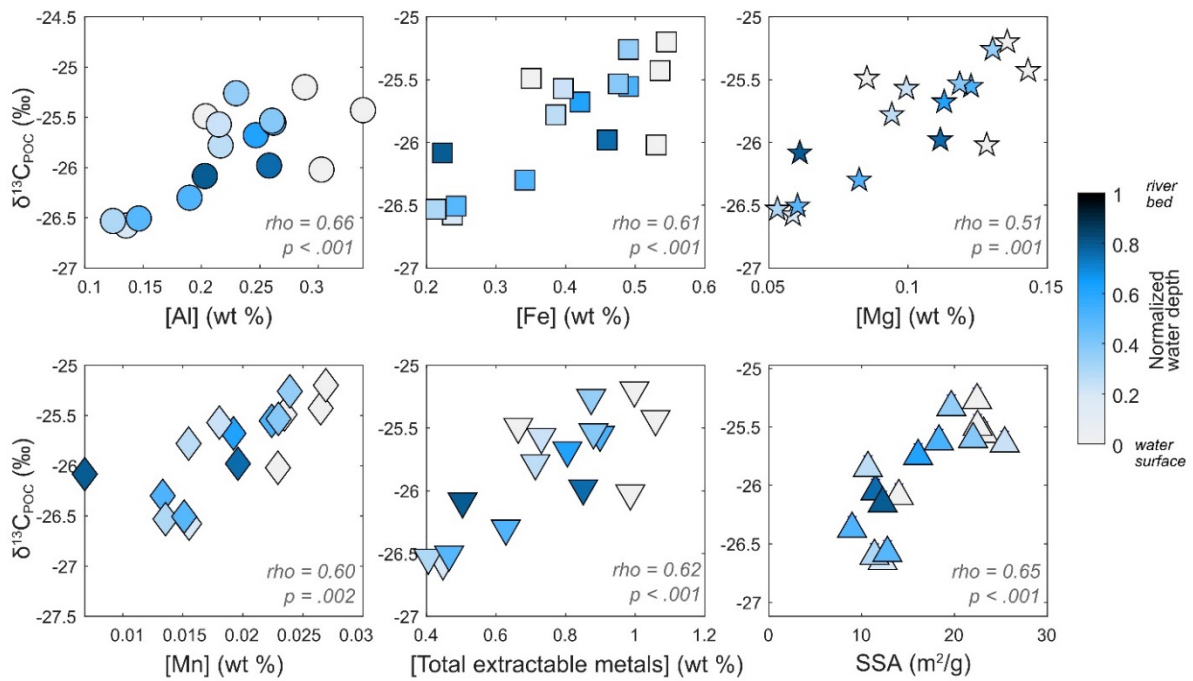 -24.5
-25
-25.5
-26
-26.5
-27
δ¹³C_POC (‰)
0.1 0.15 0.2 0.25 0.3
[Al] (wt %)
rho = 0.66
p < .001
-25
-25.5
-26
-26.5
-27
0.2 0.3 0.4 0.5 0.6
[Fe] (wt %)
rho = 0.61
p < .001
-25
-25.5
-26
-26.5
-27
0.05 0.1 0.15
[Mg] (wt %)
rho = 0.51
p = .001
-25
-25.5
-26
-26.5
-27
-27.5
δ¹³C_POC (‰)
0.01 0.015 0.02 0.025 0.03
[Mn] (wt %)
rho = 0.60
p = .002
-25
-25.5
-26
-26.5
-27
0.4 0.6 0.8 1 1.2
[Total extractable metals] (wt %)
rho = 0.62
p < .001
-25
-25.5
-26
-26.5
-27
0 10 20 30
SSA (m²/g)
rho = 0.65
p < .001
1
0.8
0.6
0.4
0.2
0
river
bed
water
surface
Normalized
water depth